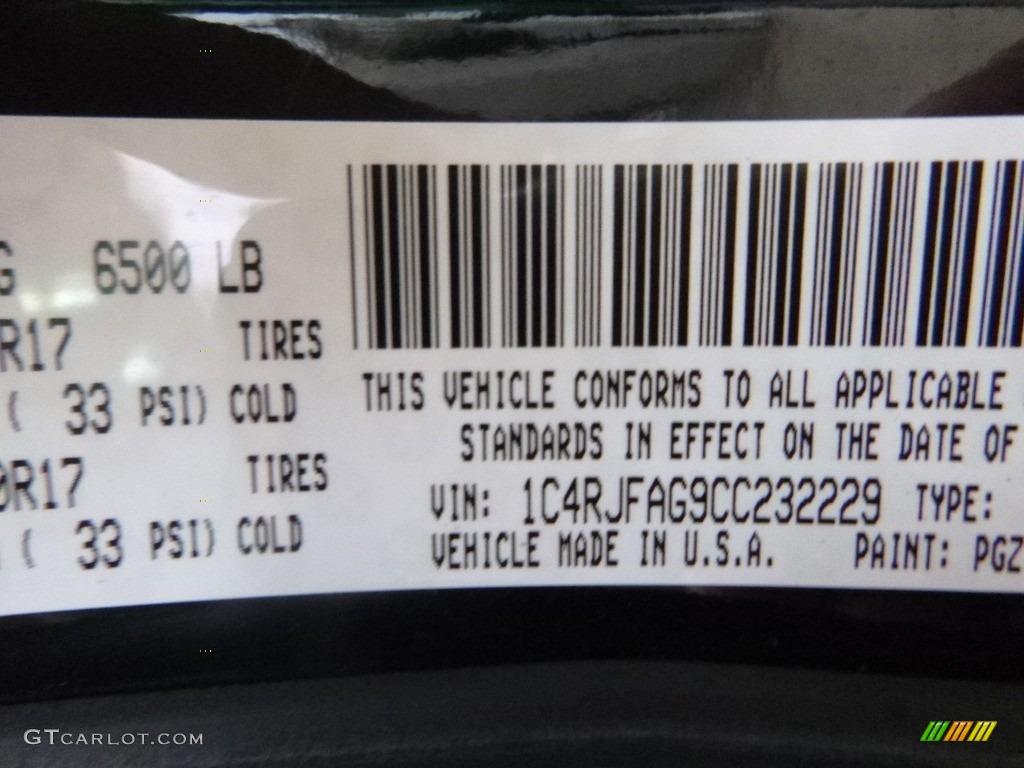 G 6500 LB
R17 TIRES
( 33 PSI) COLD
0R17 TIRES
( 33 PSI) COLD
THIS VEHICLE CONFORMS TO ALL APPLICABLE
STANDARDS IN EFFECT ON THE DATE OF
VIN: 1C4RJFAG9CC232229 TYPE:
VEHICLE MADE IN U.S.A. PAINT: PGZ
GTCARLOT.COM